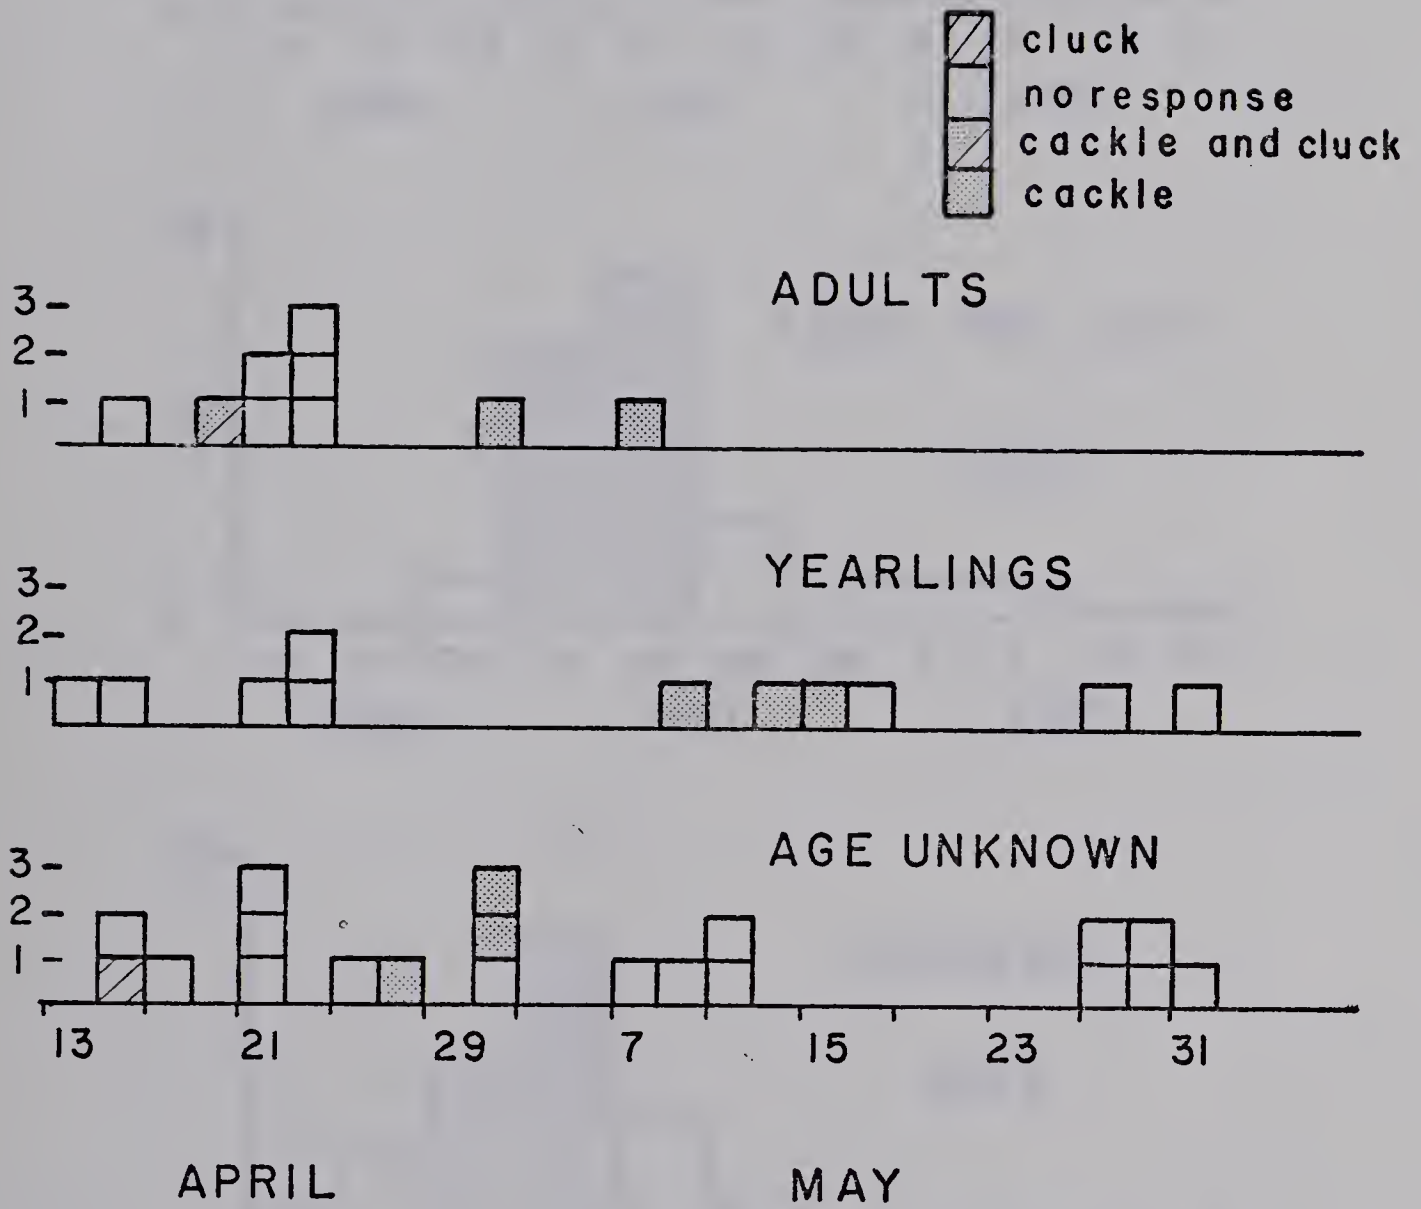 cluck
no response
cackle and cluck
cackle
ADULTS
3
2
1
YEARLINGS
3
2
1
AGE UNKNOWN
3
2
1
13 21 29 7 15 23 31
APRIL MAY